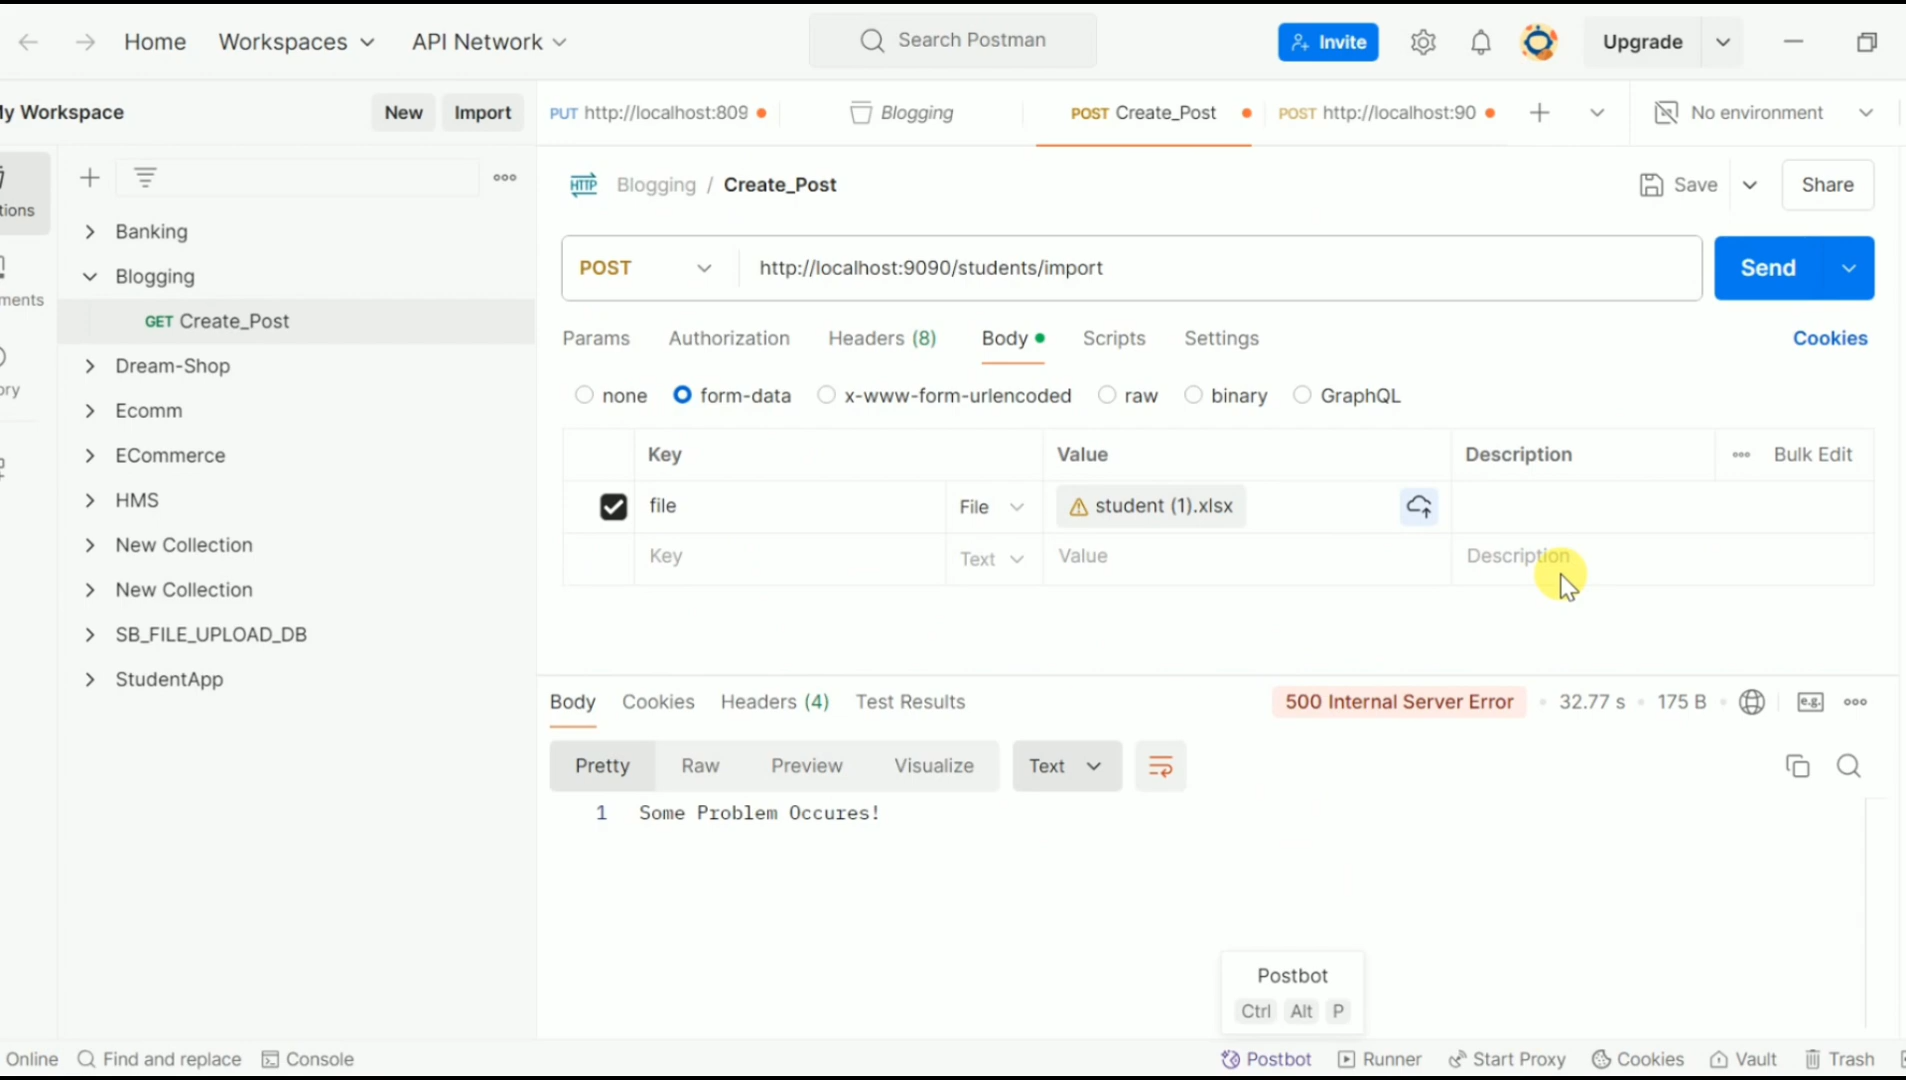 Home Workspaces API Network Search Postman Invite Upgrade
ly Workspace New Import PUT http://localhost:809 Blogging POST Create_Post POST http://localhost:90 No environment
tions
Blogging / Create_Post Save Share
Banking
Blogging
GET Create_Post
Dream-Shop
Ecomm
ECommerce
HMS
New Collection
New Collection
SB_FILE_UPLOAD_DB
StudentApp
ments
ory
POST http://localhost:9090/students/import Send
Params Authorization Headers (8) Body Scripts Settings Cookies
none form-data x-www-form-urlencoded raw binary GraphQL
Key Value Description Bulk Edit
file File student (1).xlsx
Key Text Value Description
Body Cookies Headers (4) Test Results 500 Internal Server Error 32.77 s 175 B e.g.
Pretty Raw Preview Visualize Text
1 Some Problem Occures!
Postbot
Ctrl Alt P
Online Find and replace Console Postbot Runner Start Proxy Cookies Vault Trash